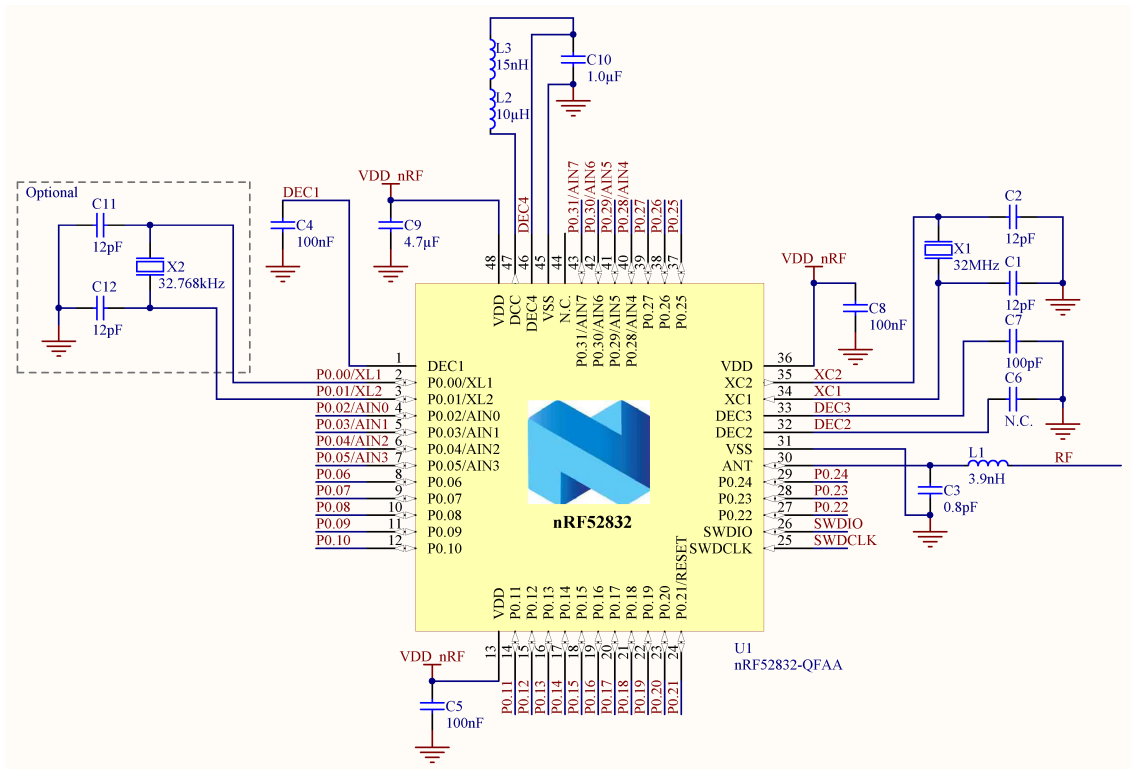 L3
15nH
L2
10µH
C10
1.0µF
Optional
C11
12pF
X2
32.768kHz
C12
12pF
DEC1
C4
100nF
VDD_nRF
C9
4.7µF
DEC4
P0.31/AIN7
P0.30/AIN6
P0.29/AIN5
P0.28/AIN4
P0.27
P0.26
P0.25
48
47
46
45
44
43
42
41
40
39
38
37
VDD
DCC
DEC4
VSS
N.C.
P0.31/AIN7
P0.30/AIN6
P0.29/AIN5
P0.28/AIN4
P0.27
P0.26
P0.25
VDD_nRF
C8
100nF
C2
12pF
X1
32MHz
C1
12pF
C7
100pF
C6
N.C.
1 DEC1
P0.00/XL1 2 P0.00/XL1
P0.01/XL2 3 P0.01/XL2
P0.02/AIN0 4 P0.02/AIN0
P0.03/AIN1 5 P0.03/AIN1
P0.04/AIN2 6 P0.04/AIN2
P0.05/AIN3 7 P0.05/AIN3
P0.06 8 P0.06
P0.07 9 P0.07
P0.08 10 P0.08
P0.09 11 P0.09
P0.10 12 P0.10
nRF52832
VDD 36
XC2 35 XC2
XC1 34 XC1
DEC3 33 DEC3
DEC2 32 DEC2
VSS 31
ANT 30
P0.24 29 P0.24
P0.23 28 P0.23
P0.22 27 P0.22
SWDIO 26 SWDIO
SWDCLK 25 SWDCLK
L1
3.9nH
RF
C3
0.8pF
VDD
P0.11
P0.12
P0.13
P0.14
P0.15
P0.16
P0.17
P0.18
P0.19
P0.20
P0.21/RESET
13
14
15
16
17
18
19
20
21
22
23
24
P0.11
P0.12
P0.13
P0.14
P0.15
P0.16
P0.17
P0.18
P0.19
P0.20
P0.21
U1
nRF52832-QFAA
VDD_nRF
C5
100nF